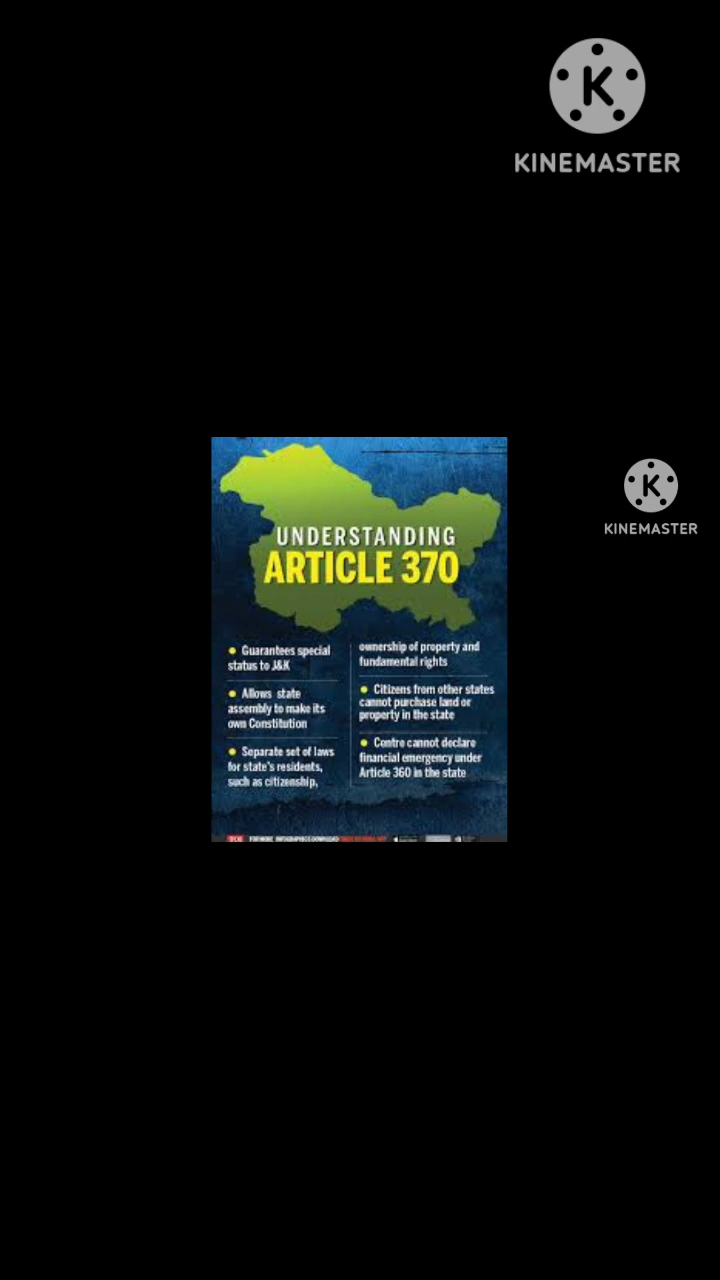 KINEMASTER
KINEMASTER
UNDERSTANDING
ARTICLE 370
Guarantees special
status to J&K
Allows state
assembly to make its
own Constitution
Separate set of laws
for state's residents,
such as citizenship,
ownership of property and
fundamental rights
Citizens from other states
cannot purchase land or
property in the state
Centre cannot declare
financial emergency under
Article 360 in the state